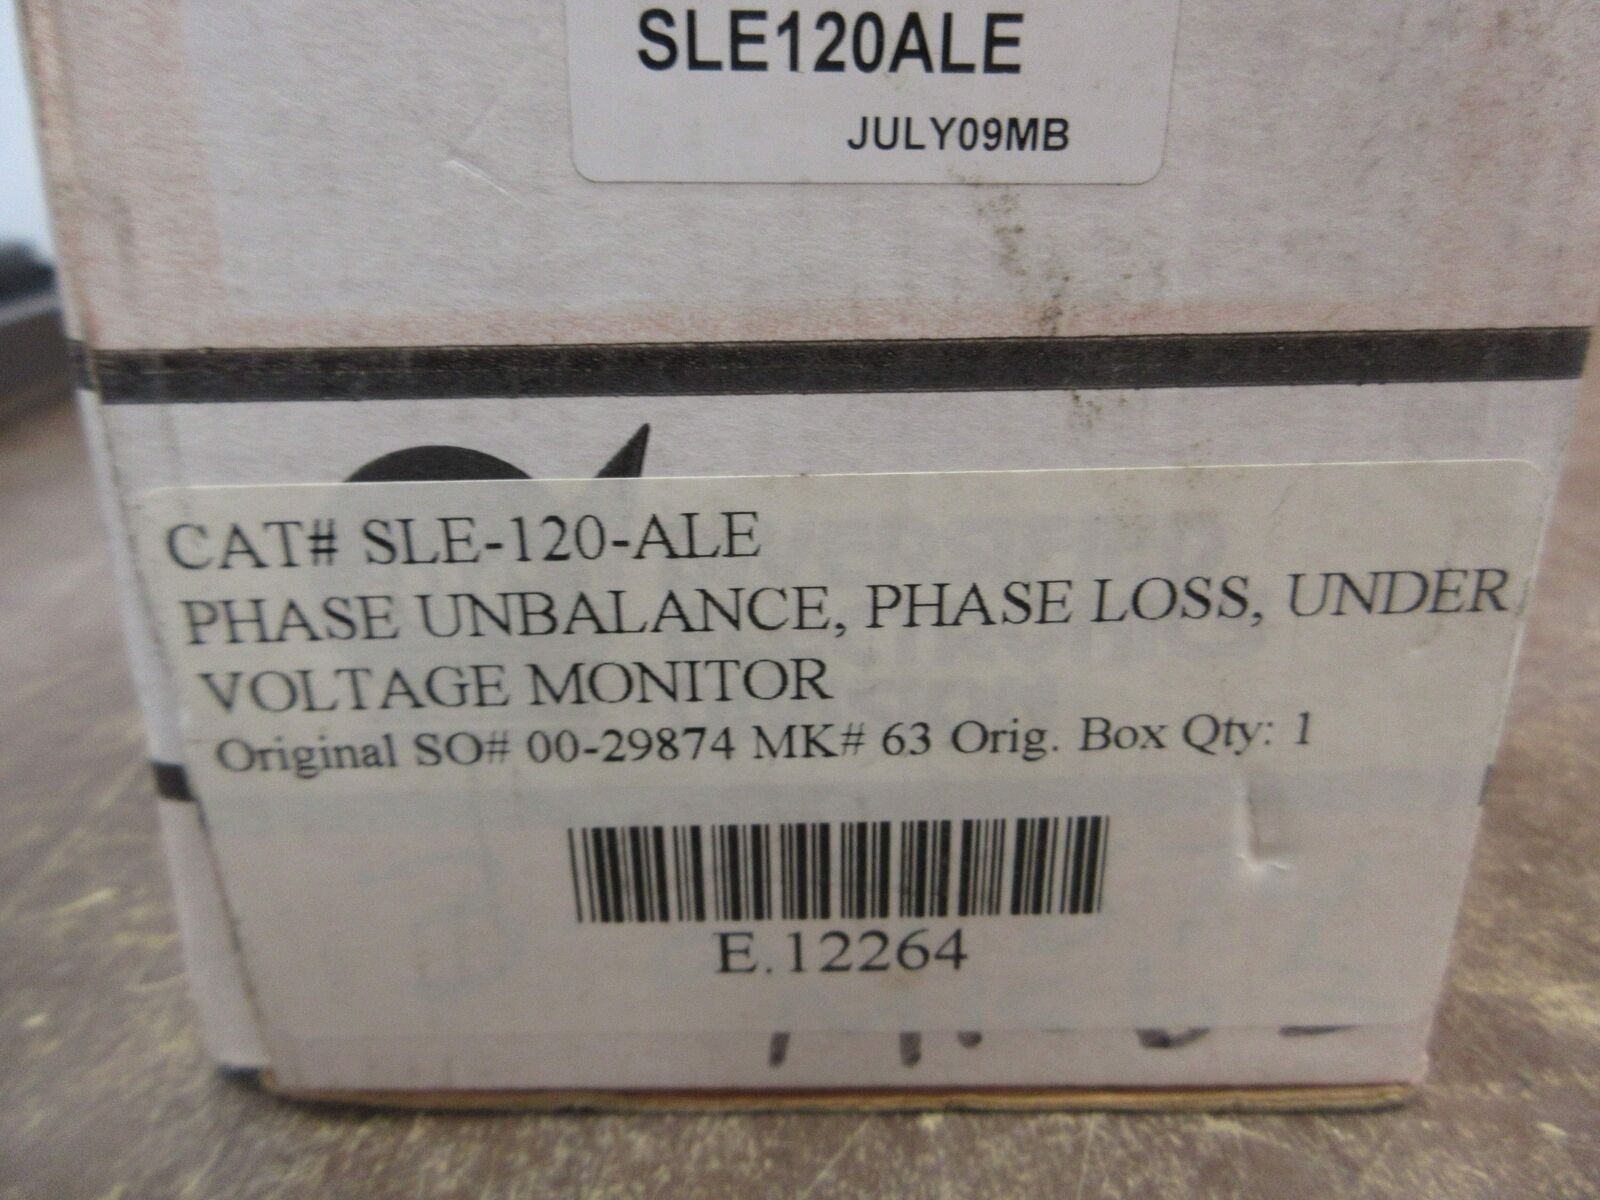 SLE120ALE
JULY09MB
CAT# SLE-120-ALE
PHASE UNBALANCE, PHASE LOSS, UNDER
VOLTAGE MONITOR
Original SO# 00-29874 MK# 63 Orig. Box Qty: 1
E.12264